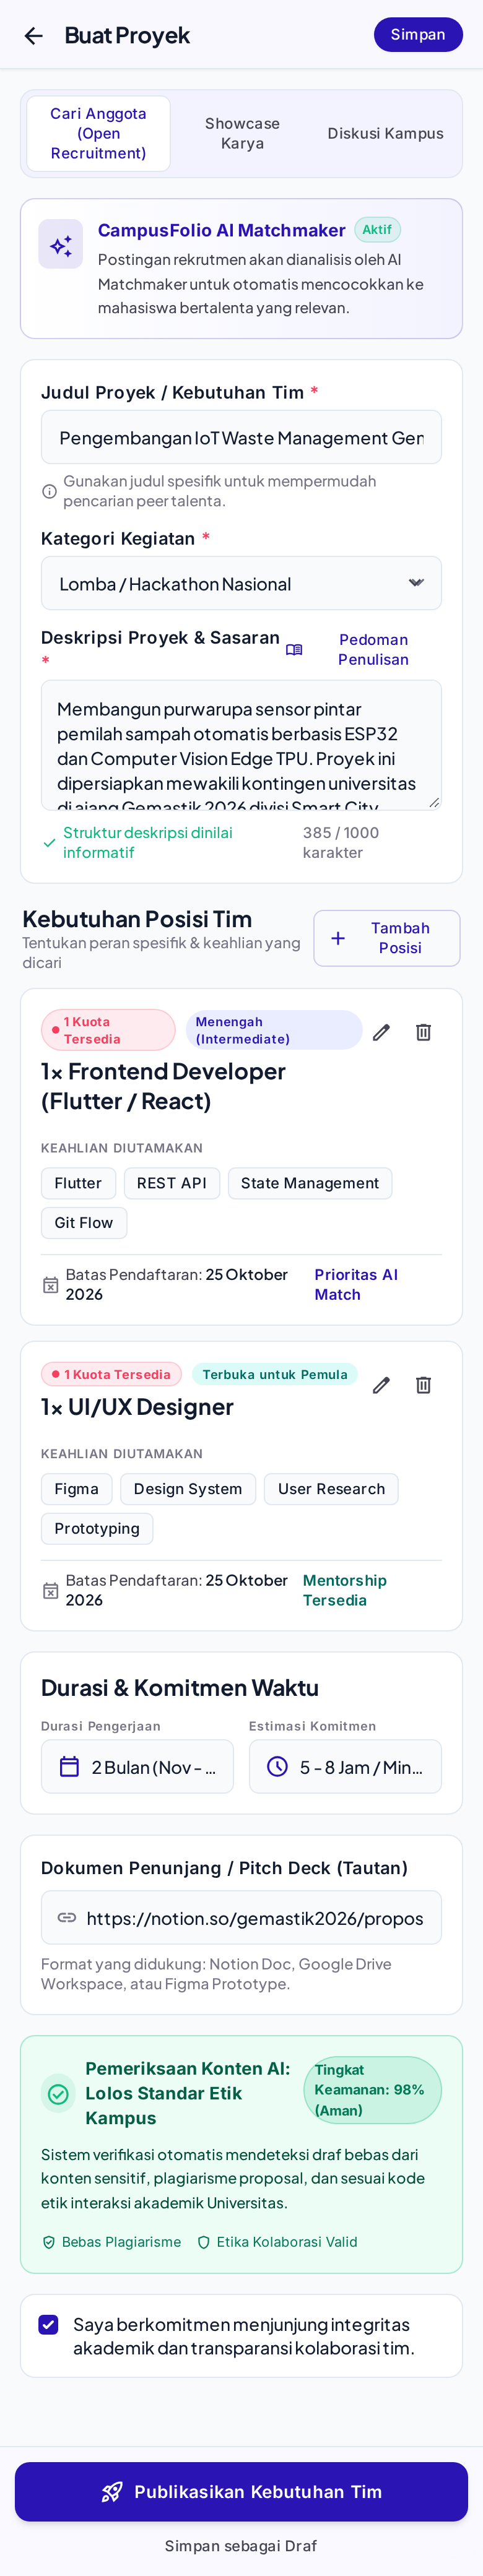 Buat Proyek
Simpan
Cari Anggota
(Open
Recruitment)
Showcase
Karya
Diskusi Kampus
CampusFolio AI Matchmaker
Aktif
Postingan rekrutmen akan dianalisis oleh AI
Matchmaker untuk otomatis mencocokkan ke
mahasiswa bertalenta yang relevan.
Judul Proyek / Kebutuhan Tim *
Pengembangan IoT Waste Management Gem
Gunakan judul spesifik untuk mempermudah
pencarian peer talenta.
Kategori Kegiatan *
Lomba / Hackathon Nasional
Deskripsi Proyek & Sasaran
*
Pedoman
Penulisan
Membangun purwarupa sensor pintar
pemilah sampah otomatis berbasis ESP32
dan Computer Vision Edge TPU. Proyek ini
dipersiapkan mewakili kontingen universitas
di ajang Gemastik 2026 divisi Smart City
Struktur deskripsi dinilai
informatif
385 / 1000
karakter
Kebutuhan Posisi Tim
Tentukan peran spesifik & keahlian yang
dicari
Tambah
Posisi
1 Kuota
Tersedia
Menengah
(Intermediate)
1x Frontend Developer
(Flutter / React)
KEAHLIAN DIUTAMAKAN
Flutter
REST API
State Management
Git Flow
Batas Pendaftaran: 25 Oktober
2026
Prioritas AI
Match
1 Kuota Tersedia
Terbuka untuk Pemula
1x UI/UX Designer
KEAHLIAN DIUTAMAKAN
Figma
Design System
User Research
Prototyping
Batas Pendaftaran: 25 Oktober
2026
Mentorship
Tersedia
Durasi & Komitmen Waktu
Durasi Pengerjaan
Estimasi Komitmen
2 Bulan (Nov - ...
5 - 8 Jam / Min...
Dokumen Penunjang / Pitch Deck (Tautan)
https://notion.so/gemastik2026/propos
Format yang didukung: Notion Doc, Google Drive
Workspace, atau Figma Prototype.
Pemeriksaan Konten AI:
Lolos Standar Etik
Kampus
Tingkat
Keamanan: 98%
(Aman)
Sistem verifikasi otomatis mendeteksi draf bebas dari
konten sensitif, plagiarisme proposal, dan sesuai kode
etik interaksi akademik Universitas.
Bebas Plagiarisme
Etika Kolaborasi Valid
Saya berkomitmen menjunjung integritas
akademik dan transparansi kolaborasi tim.
Publikasikan Kebutuhan Tim
Simpan sebagai Draf